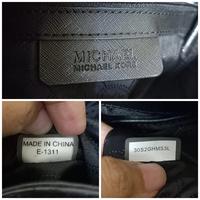 MICHAEL
MICHAEL KORS
MADE IN CHINA
E-1311
30S2GHMS3L